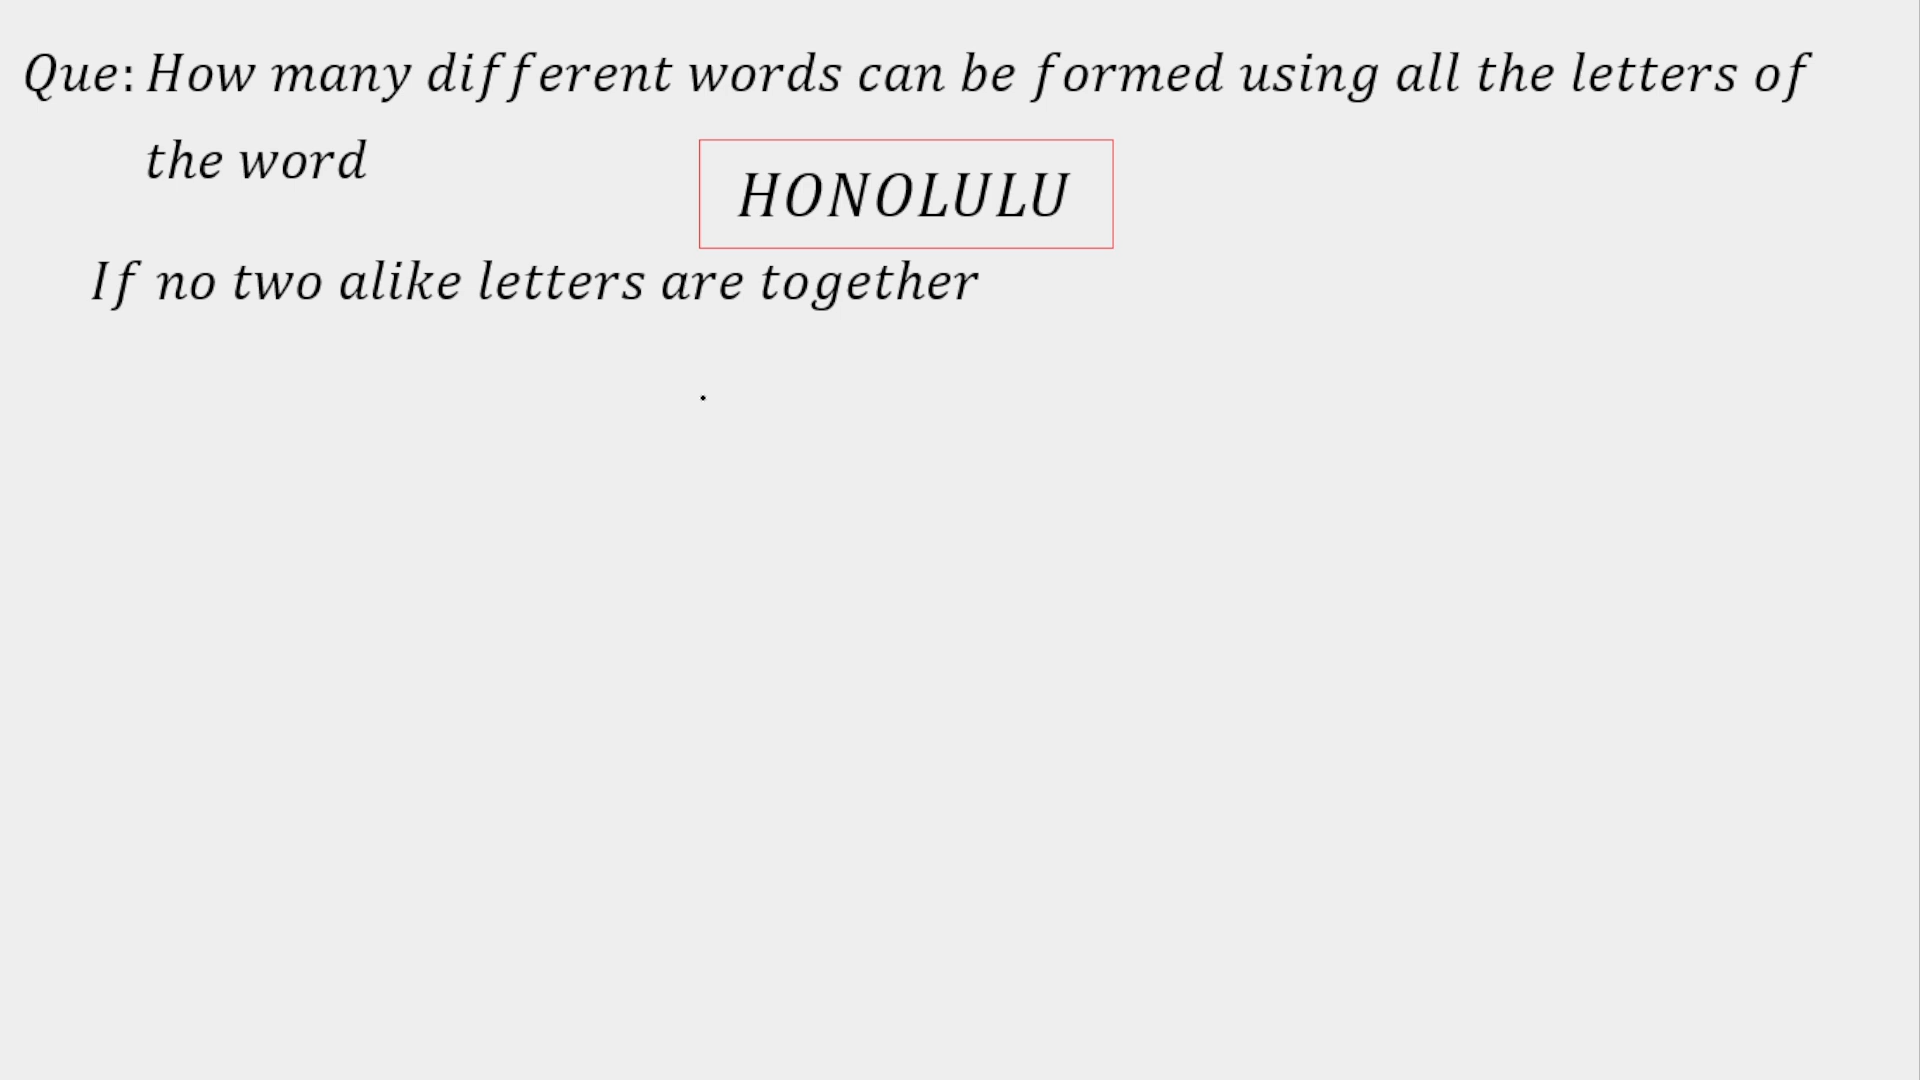 Que: How many different words can be formed using all the letters of
the word
HONOLULU
If no two alike letters are together